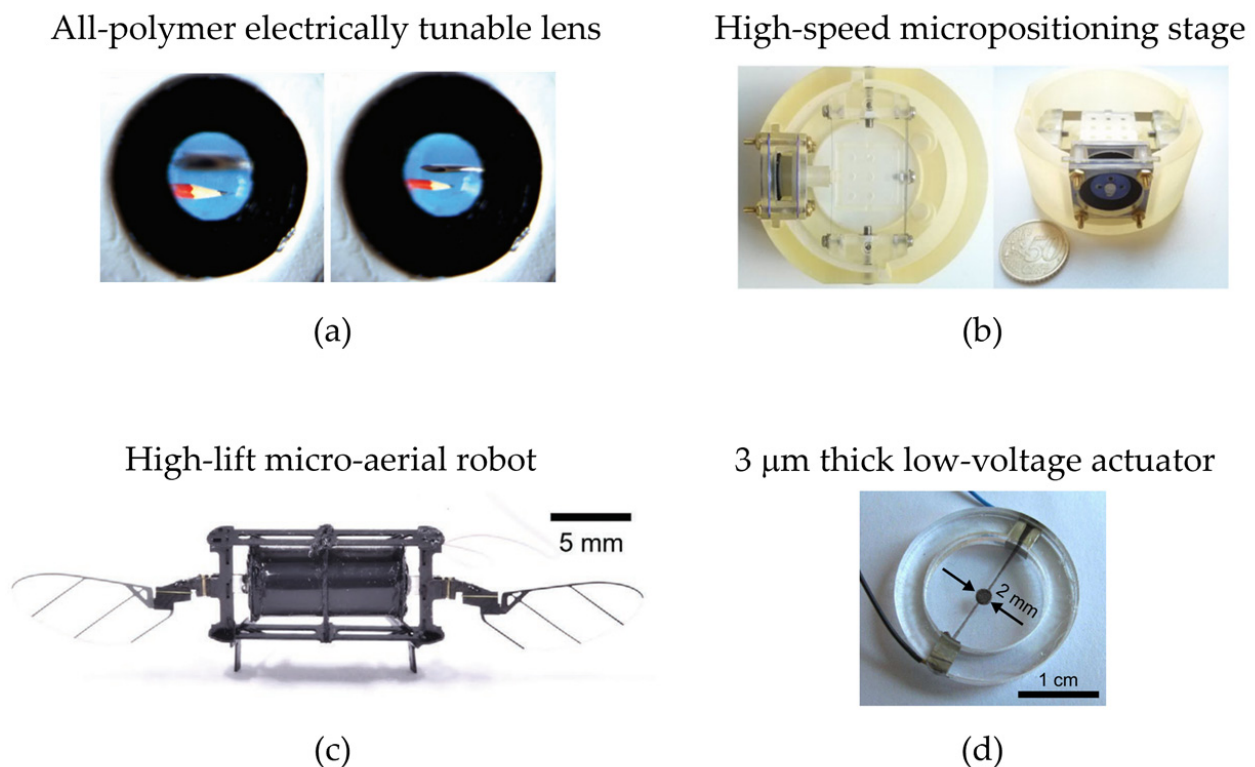 All-polymer electrically tunable lens
High-speed micropositioning stage
50
(a)
(b)
High-lift micro-aerial robot
3 μm thick low-voltage actuator
5 mm
2 mm
1 cm
(c)
(d)